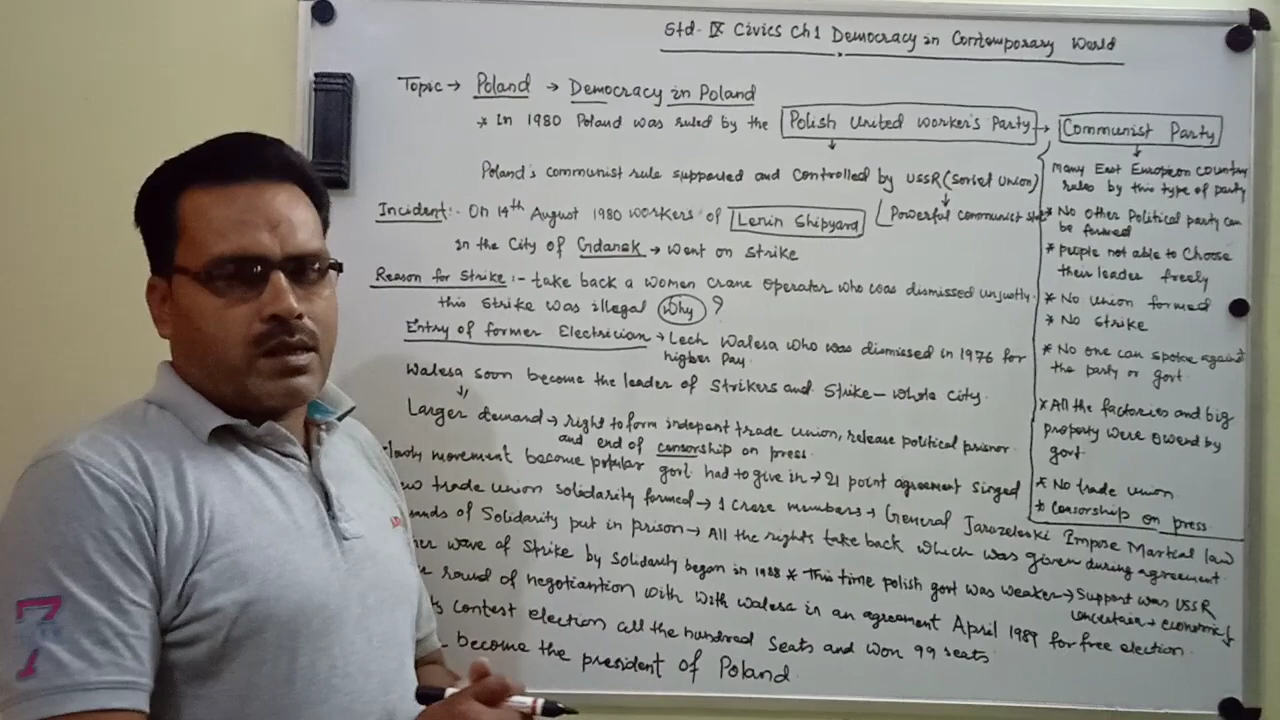 Std- IX Civics Ch1 Democracy in Contemporary World
Topic → Poland → Democracy in Poland
* In 1980 Poland was ruled by the Polish United Worker's Party → Communist Party
Poland's communist rule supported and controlled by USSR (Soviet Union)
Powerful communist
Incident:- On 14th August 1980 workers of Lenin Shipyard
in the City of Gdansk → went on strike
Reason for Strike:- take back a women crane operator who was dismissed unjustly.
this strike was illegal Why ?
Entry of former Electrician → Lech Walesa who was dismissed in 1976 for
higher Pay.
Walesa soon become the leader of strikers and strike - whole city.
Larger demand → right to form indepent trade union, release political prisnor
and end of censorship on press.
movement become popular govt had to give in → 21 point agreement singed
trade union solidarity formed → 1 crore members → General Jaruzeleski Impose Martial law
of Solidarity put in prison → All the rights take back which was given during agreement.
wave of strike by Solidarity began in 1988 * This time polish govt was weaker → Support was USSR
uncertain +
round of negotiantion with with walesa in an agreement April 1989 for free election.
contest election all the hundred seats and won 99 seats
become the president of Poland
Many East European country
rules by this type of party
* No other Political party can
be formed
* people not able to choose
their leader freely
* No union formed
* No strike
* No one can spoke against
the party or govt.
* All the factories and big
property were owerd by
govt.
* No trade union
* Censorship on press